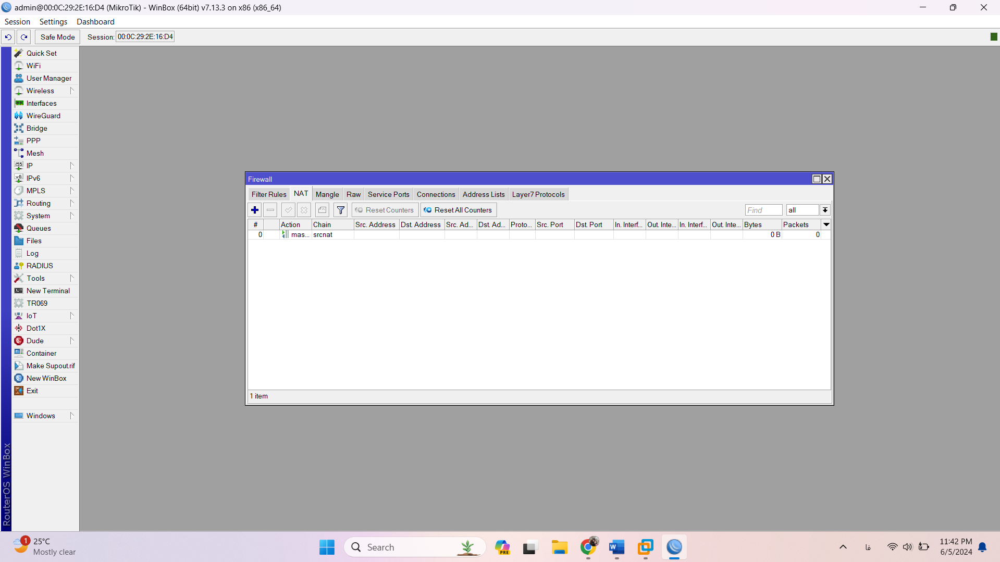 admin@00:0C:29:2E:16:D4 (MikroTik) - WinBox (64bit) v7.13.3 on x86 (x86_64)
Session Settings Dashboard
Safe Mode Session: 00:0C:29:2E:16:D4
Quick Set
WiFi
User Manager
Wireless
Interfaces
WireGuard
Bridge
PPP
Mesh
255 IP
v6 IPv6
MPLS
Routing
System
Queues
Files
Log
RADIUS
Tools
New Terminal
TR069
IoT
Dot1X
Dude
Container
Make Supout.rif
New WinBox
Exit
Windows
RouterOS WinBox
Firewall
Filter Rules NAT Mangle Raw Service Ports Connections Address Lists Layer7 Protocols
Reset Counters Reset All Counters Find all
# Action Chain Src. Address Dst. Address Src. Ad... Dst. Ad... Proto... Src. Port Dst. Port In. Interf... Out. Inte... In. Interf... Out. Inte... Bytes Packets
0 mas... srcnat 0 B 0
1 item
1 25°C
Mostly clear
Search
PRE
W
فا
11:42 PM
6/5/2024